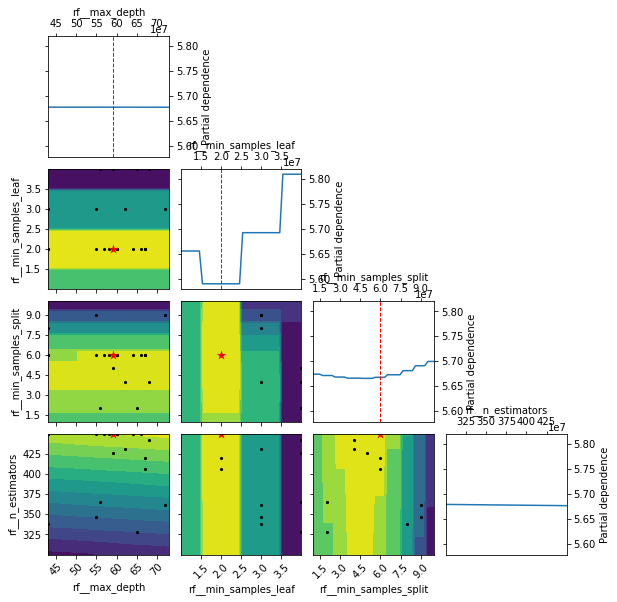 rf__max_depth
45 50 55 60 65 70
1e7
5.80
5.75
5.70
5.65
5.60
Partial dependence
rf__min_samples_leaf
1.5 2.0 2.5 3.0 3.5
1e7
rf__min_samples_leaf
3.5
3.0
2.5
2.0
1.5
5.80
5.75
5.70
5.65
5.60
Partial dependence
rf__min_samples_split
1.5 3.0 4.5 6.0 7.5 9.0
1e7
rf__min_samples_split
9.0
7.5
6.0
4.5
3.0
1.5
5.80
5.75
5.70
5.65
5.60
Partial dependence
rf__n_estimators
325 350 375 400 425
1e7
rf__n_estimators
425
400
375
350
325
5.80
5.75
5.70
5.65
5.60
Partial dependence
45 50 55 60 65 70
rf__max_depth
1.5 2.0 2.5 3.0 3.5
rf__min_samples_leaf
1.5 3.0 4.5 6.0 7.5 9.0
rf__min_samples_split